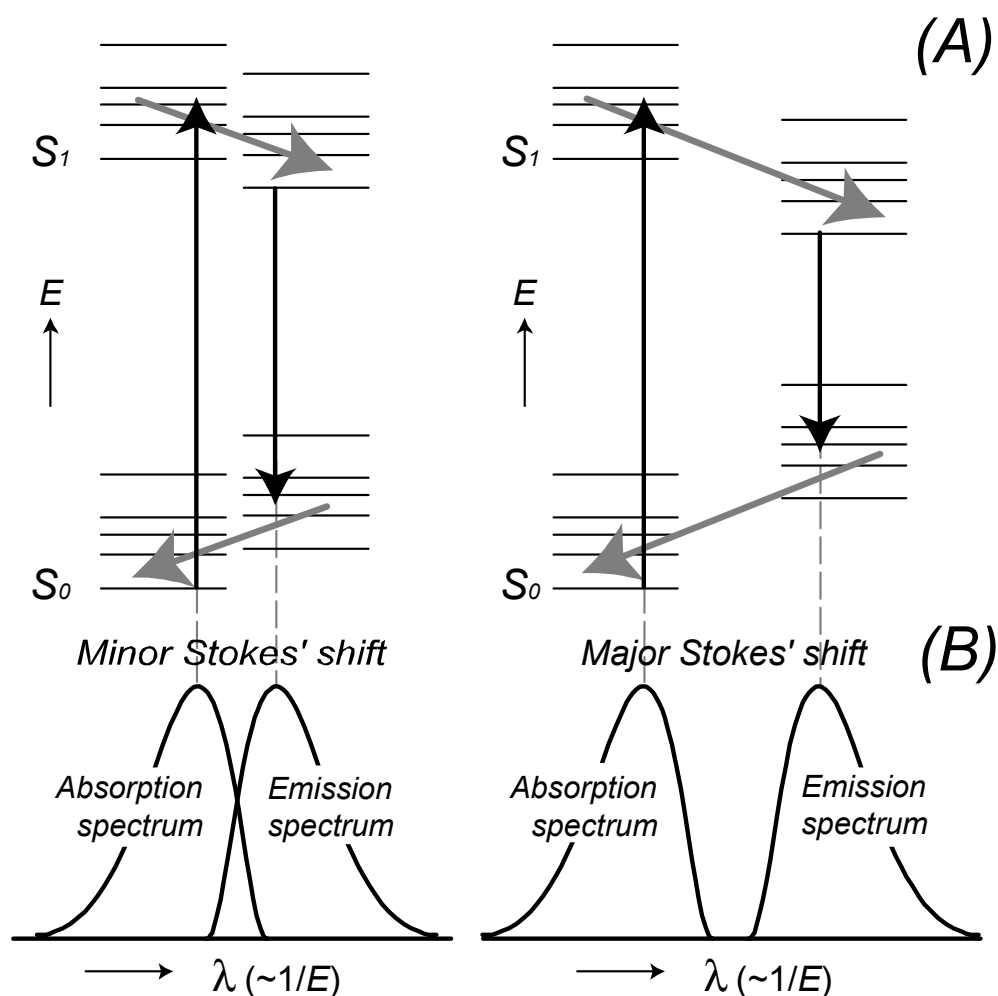 (A)
S1
S1
E
E
S0
S0
Minor Stokes' shift
Major Stokes' shift
(B)
Absorption
spectrum
Emission
spectrum
Absorption
spectrum
Emission
spectrum
λ (~1/E)
λ (~1/E)